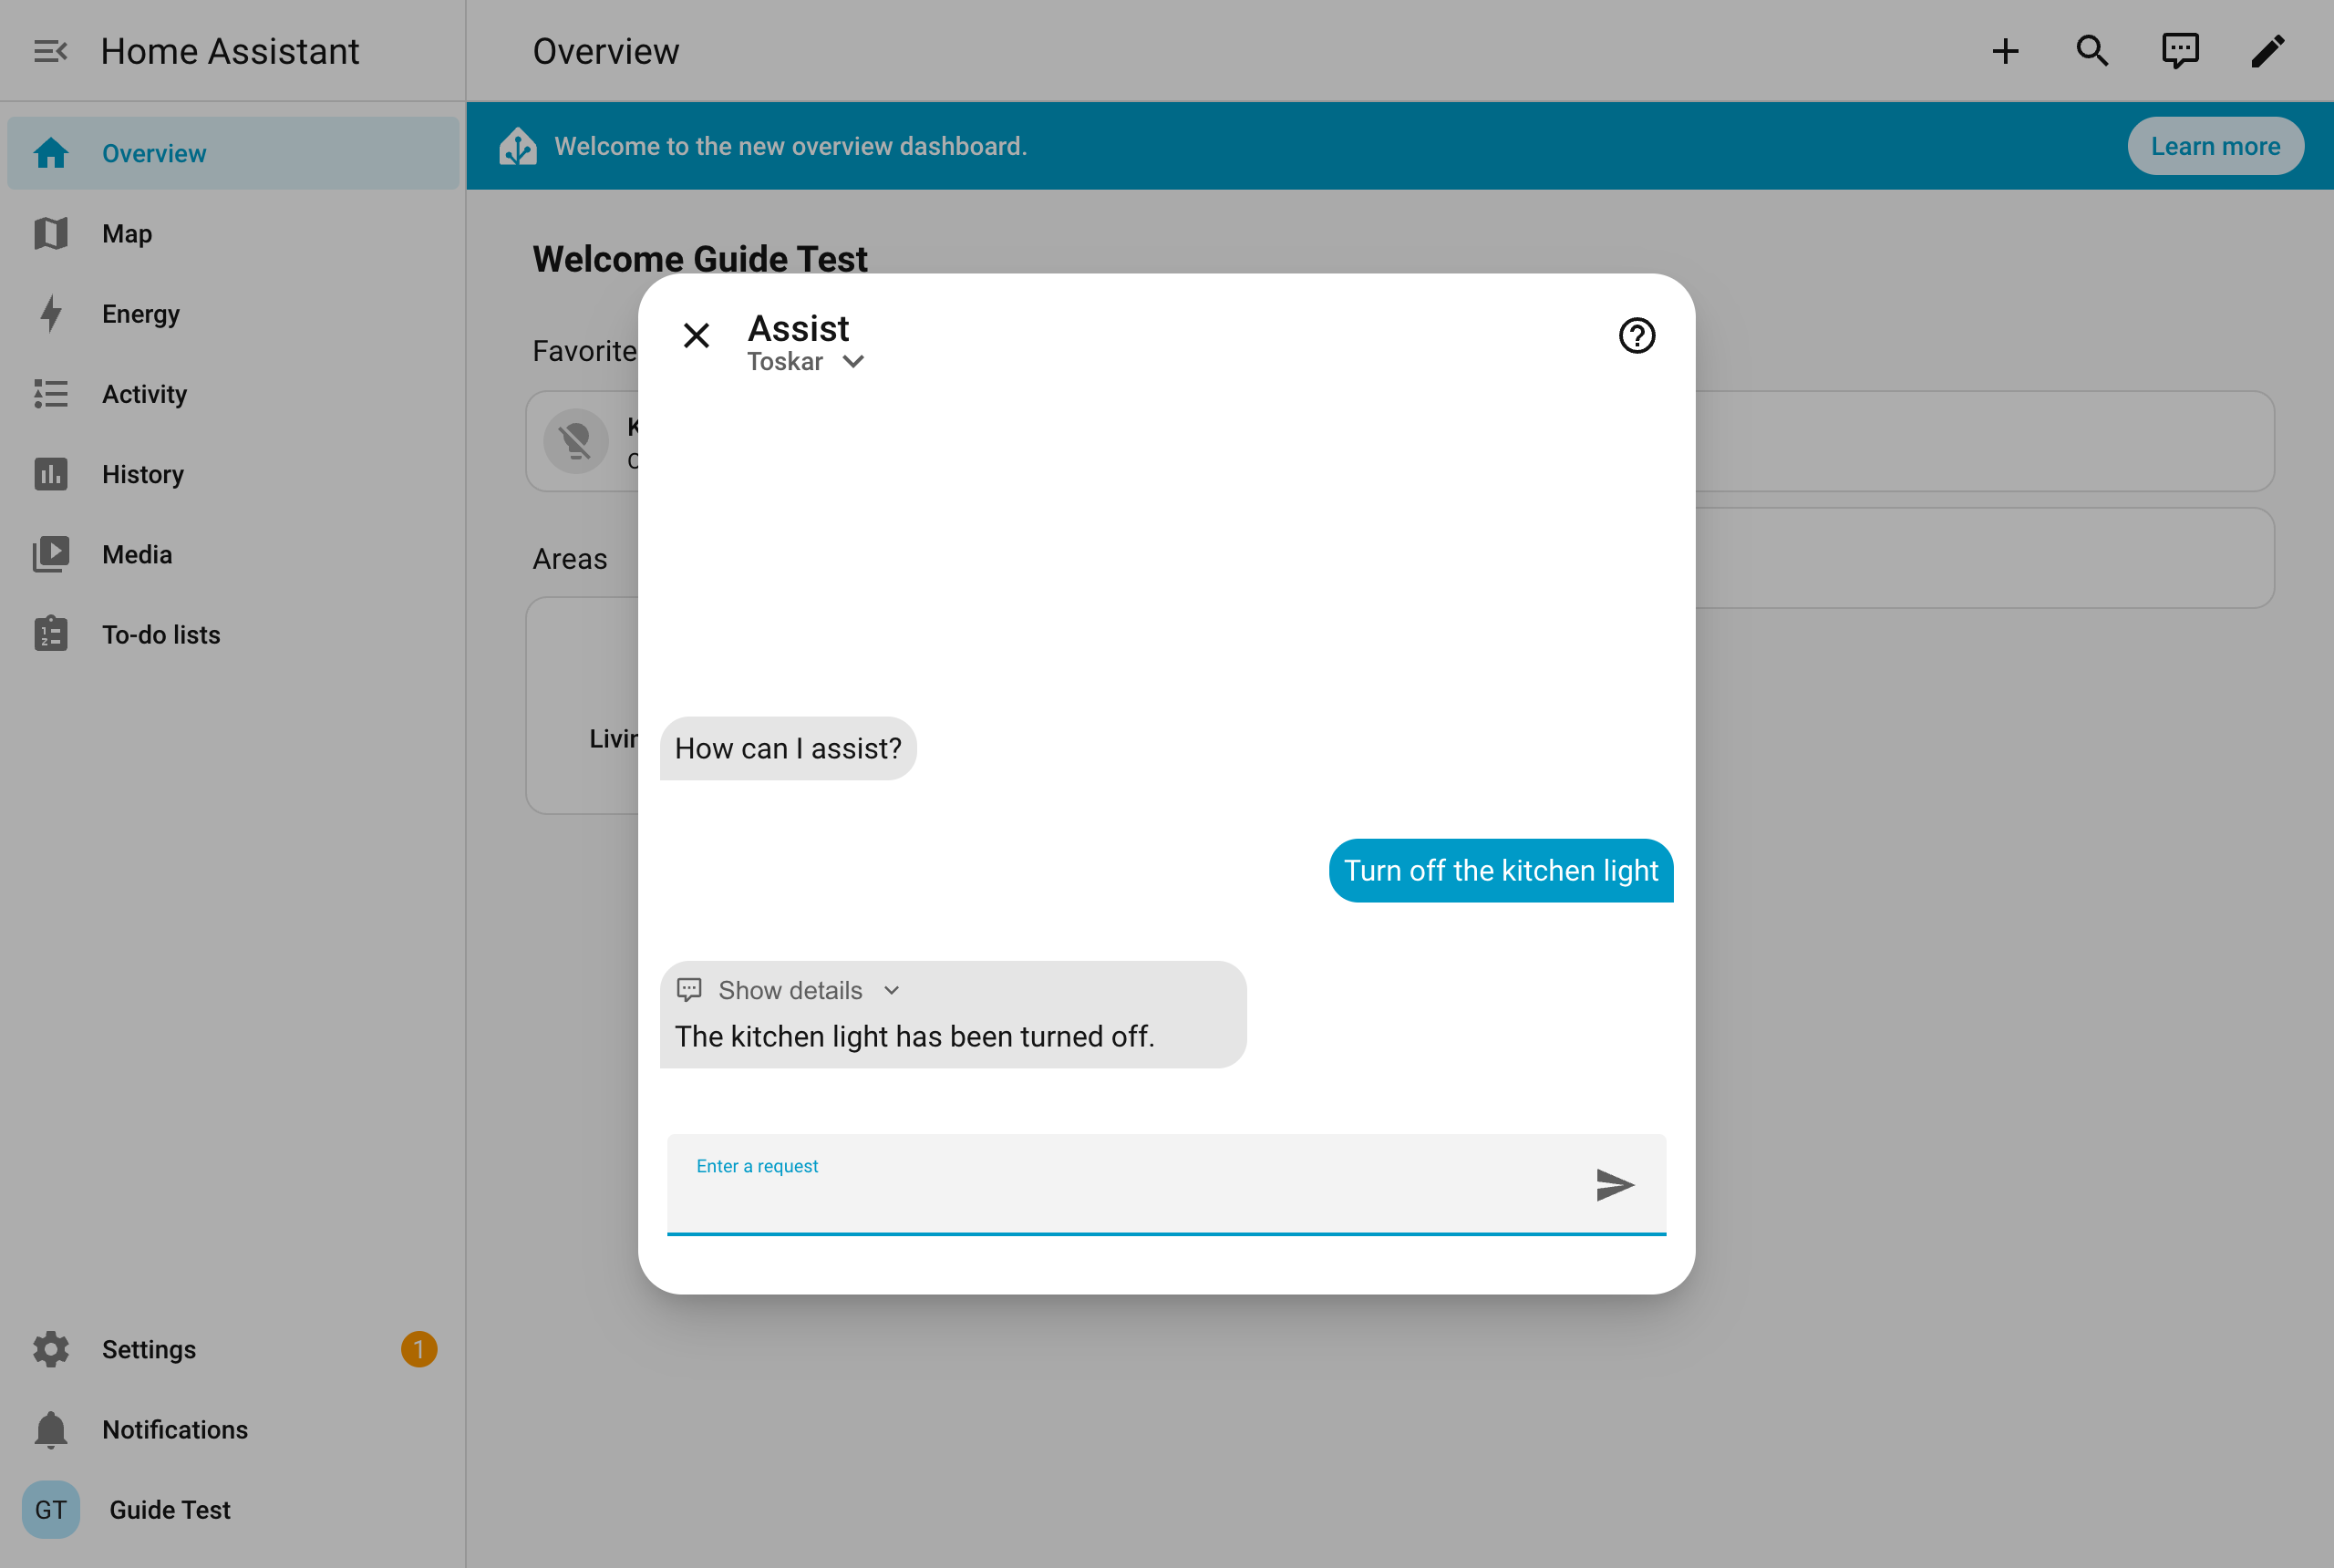 Home Assistant
Overview
Overview
Map
Energy
Activity
History
Media
To-do lists
Settings
1
Notifications
GT
Guide Test
Welcome to the new overview dashboard.
Learn more
Welcome Guide Test
Favorite
Areas
Assist
Toskar
How can I assist?
Turn off the kitchen light
Show details
The kitchen light has been turned off.
Enter a request